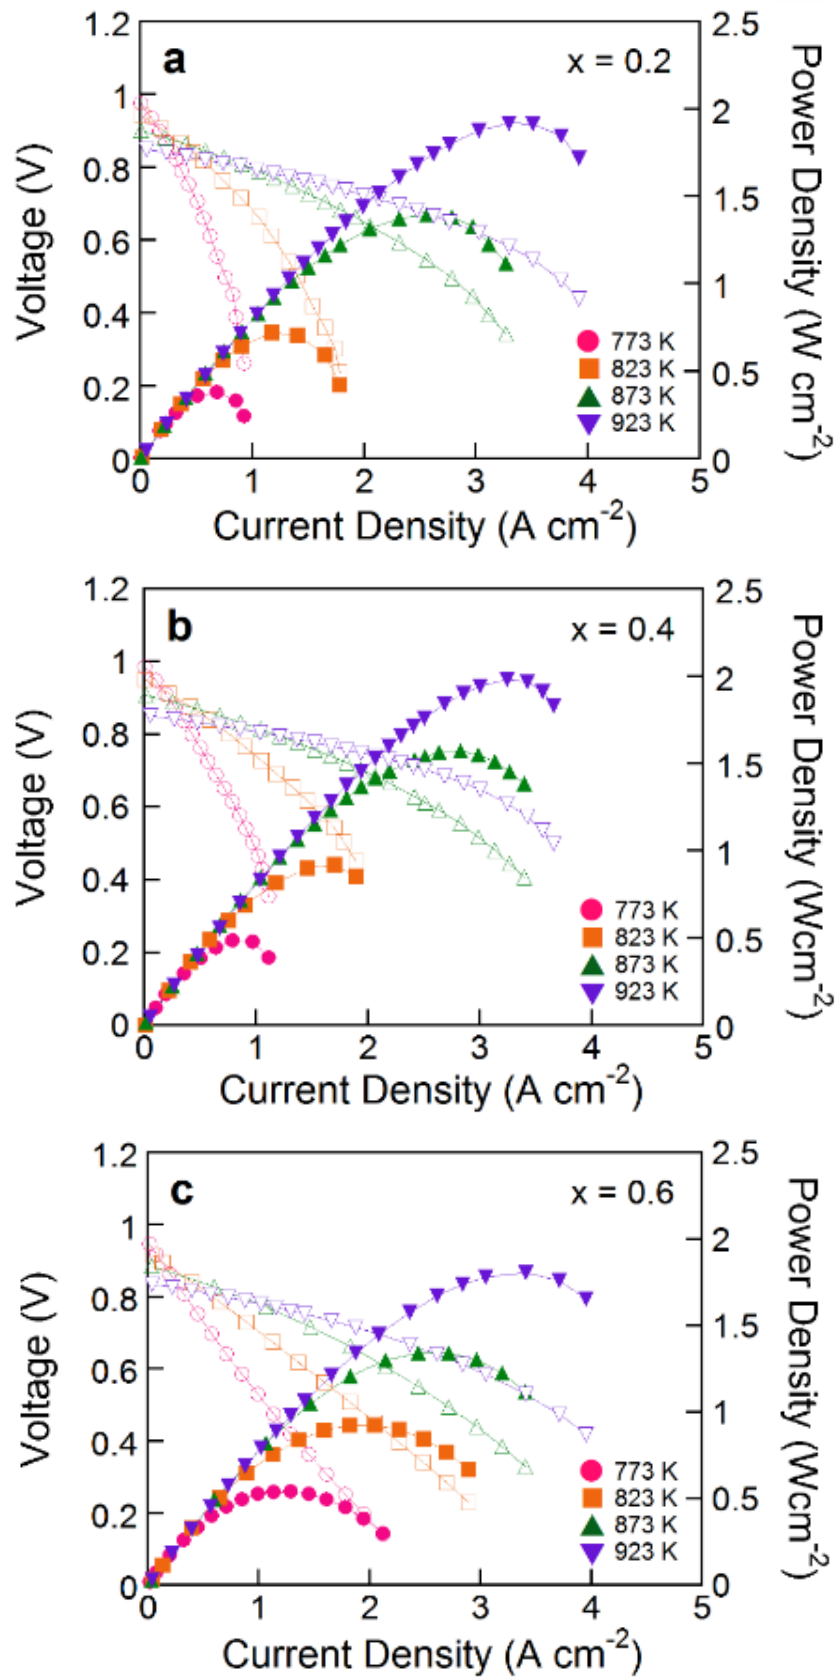 a
x = 0.2
1.2
1
0.8
0.6
0.4
0.2
0
Voltage (V)
2.5
2
1.5
1
0.5
0
Power Density (W cm-2)
773 K
823 K
873 K
923 K
0 1 2 3 4 5
Current Density (A cm-2)
b
x = 0.4
1.2
1
0.8
0.6
0.4
0.2
0
Voltage (V)
2.5
2
1.5
1
0.5
0
Power Density (Wcm-2)
773 K
823 K
873 K
923 K
0 1 2 3 4 5
Current Density (A cm-2)
c
x = 0.6
1.2
1
0.8
0.6
0.4
0.2
0
Voltage (V)
2.5
2
1.5
1
0.5
0
Power Density (Wcm-2)
773 K
823 K
873 K
923 K
0 1 2 3 4 5
Current Density (A cm-2)